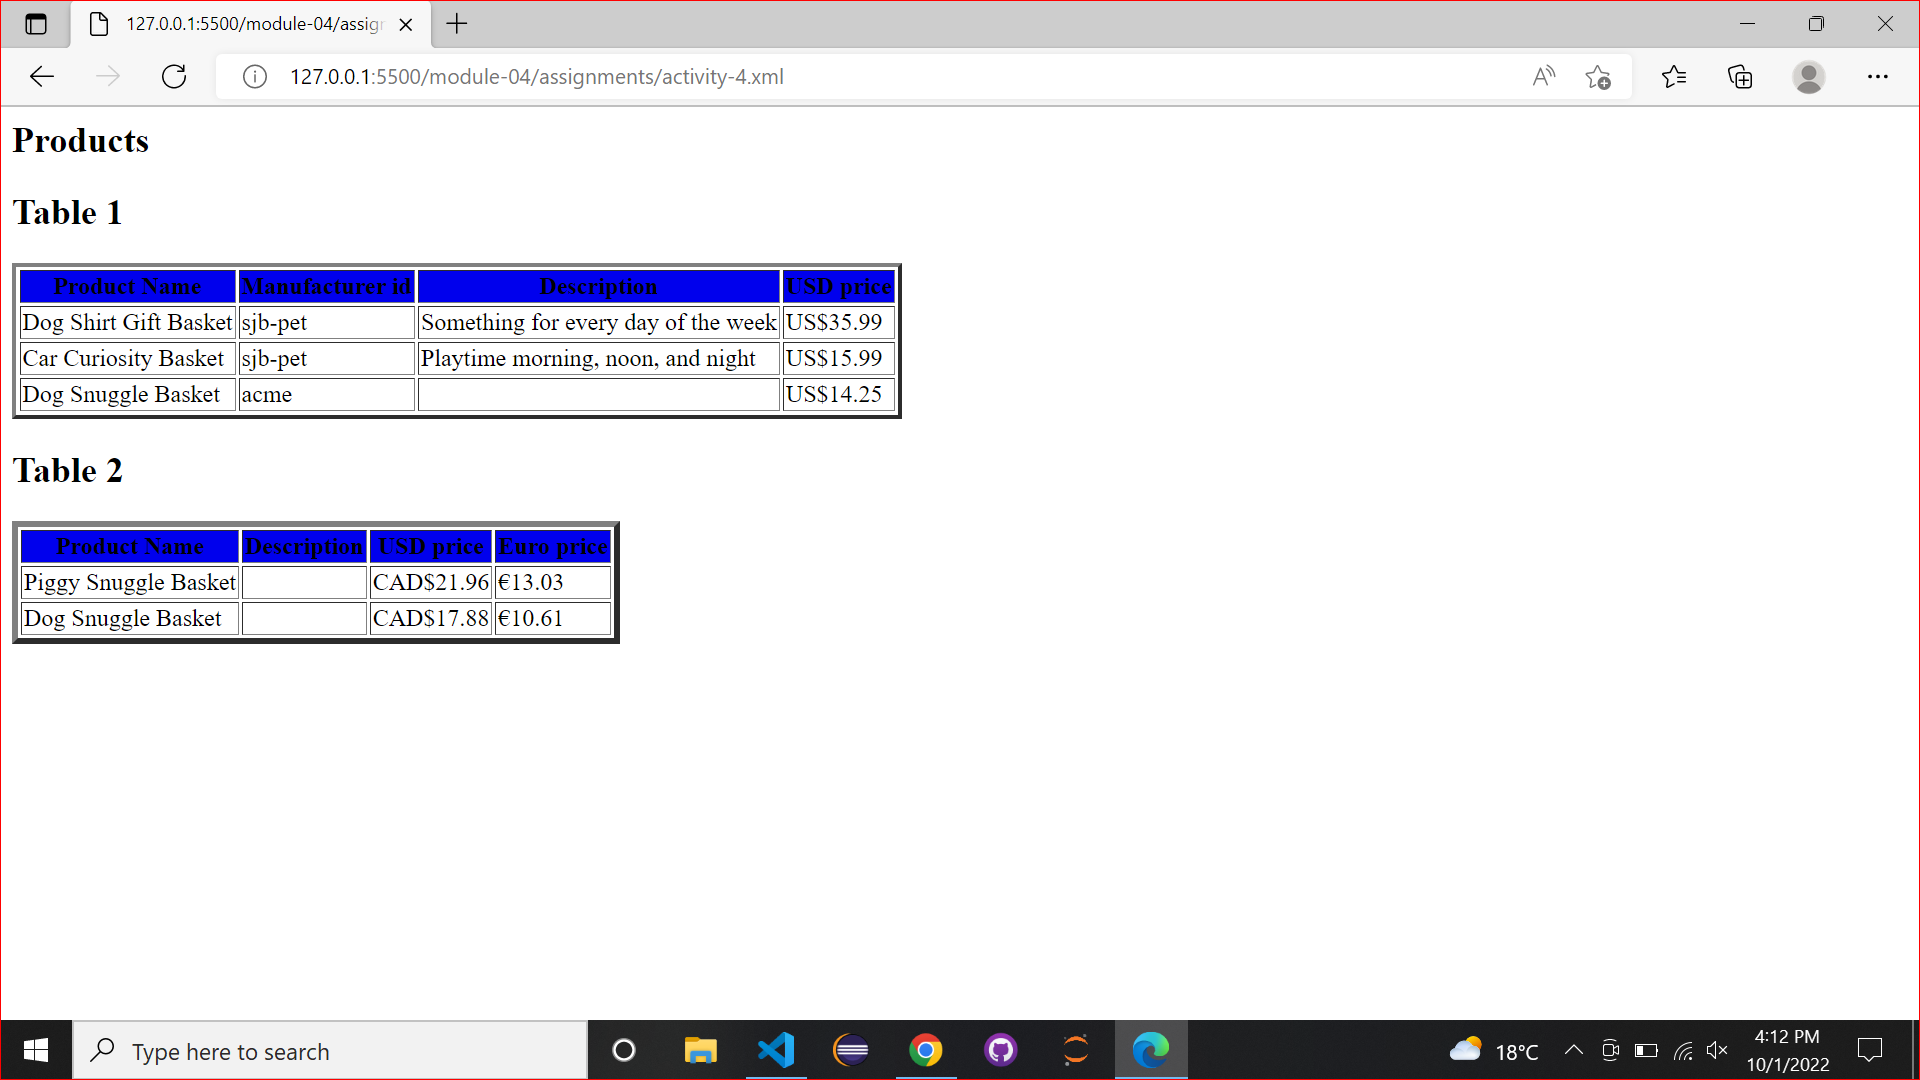 127.0.0.1:5500/module-04/assign
127.0.0.1:5500/module-04/assignments/activity-4.xml
Products
Table 1
Product Name Manufacturer id Description USD price
Dog Shirt Gift Basket sjb-pet Something for every day of the week US$35.99
Car Curiosity Basket sjb-pet Playtime morning, noon, and night US$15.99
Dog Snuggle Basket acme US$14.25
Table 2
Product Name Description USD price Euro price
Piggy Snuggle Basket CAD$21.96 €13.03
Dog Snuggle Basket CAD$17.88 €10.61
Type here to search
18°C
4:12 PM
10/1/2022